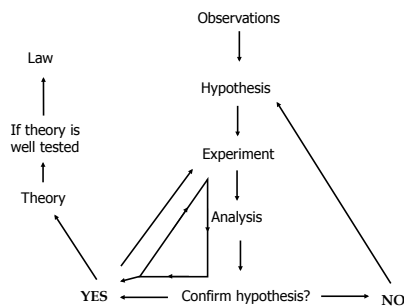 Observations
Law
Hypothesis
If theory is
well tested
Experiment
Theory
Analysis
YES
Confirm hypothesis?
NO